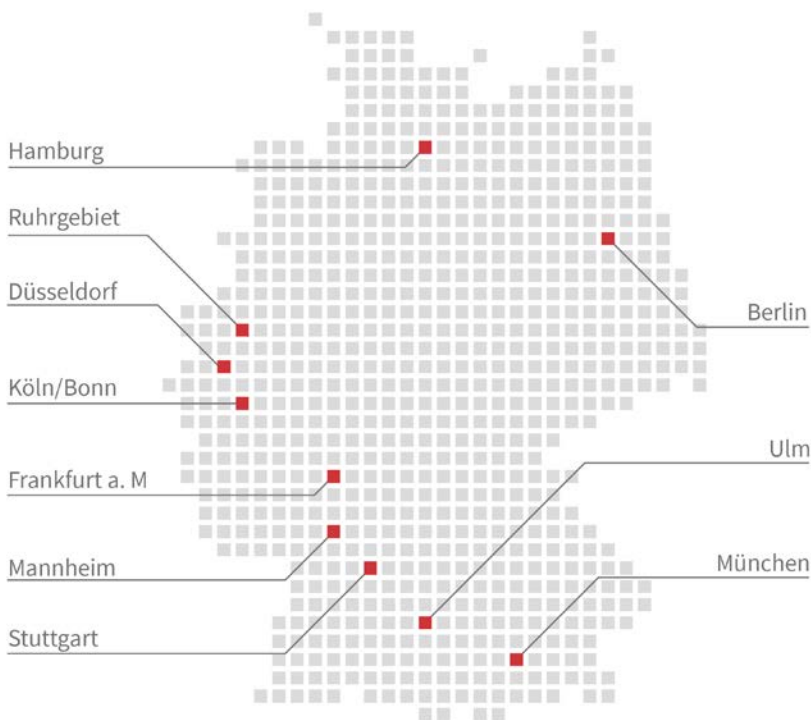 Hamburg
Ruhrgebiet
Düsseldorf
Köln/Bonn
Frankfurt a. M
Mannheim
Stuttgart
Berlin
Ulm
München